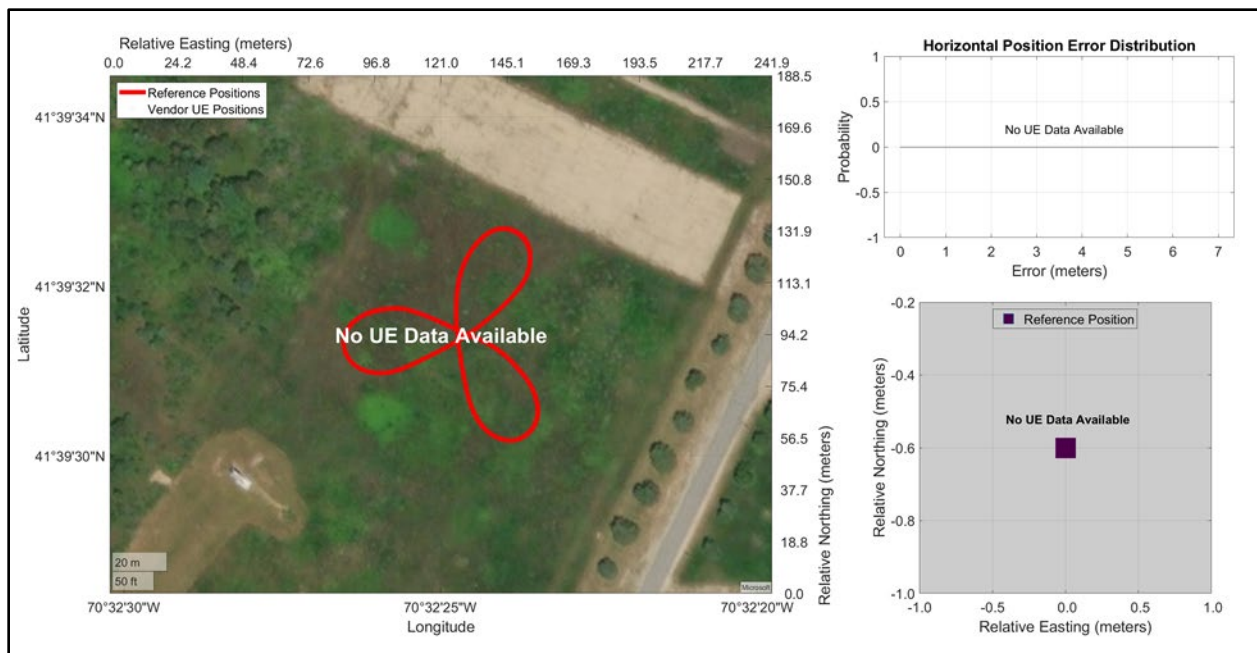 Relative Easting (meters)
0.0 24.2 48.4 72.6 96.8 121.0 145.1 169.3 193.5 217.7 241.9
Reference Positions
Vendor UE Positions
188.5
169.6
150.8
131.9
113.1
94.2
75.4
56.5
37.7
18.8
0.0
Relative Northing (meters)
41°39'34"N
41°39'32"N
41°39'30"N
Latitude
No UE Data Available
20 m
50 ft
Microsoft
70°32'30"W 70°32'25"W 70°32'20"W
Longitude
Horizontal Position Error Distribution
1
0.5
0
-0.5
-1
Probability
No UE Data Available
0 1 2 3 4 5 6 7
Error (meters)
-0.2
-0.4
-0.6
-0.8
-1.0
Relative Northing (meters)
Reference Position
No UE Data Available
-1.0 -0.5 0.0 0.5 1.0
Relative Easting (meters)